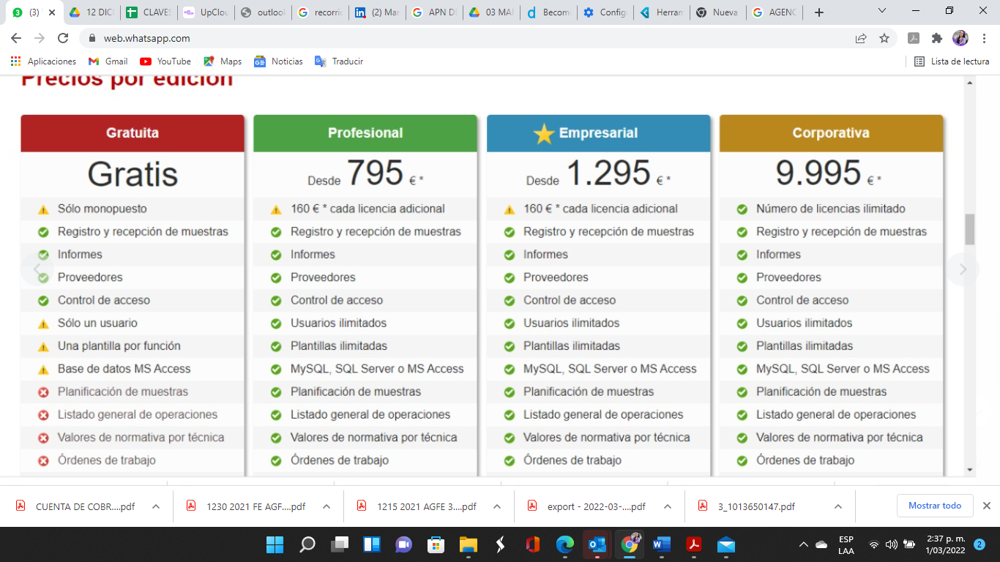 (3)
12 DICI
CLAVES
UpClou
outlook
recorric
(2) Mar
APN DI
03 MAR
Becom
Config
Herram
Nueva
AGENC
web.whatsapp.com
Aplicaciones
Gmail
YouTube
Maps
Noticias
Traducir
Lista de lectura
Precios por edición
Gratuita
Gratis
Sólo monopuesto
Registro y recepción de muestras
Informes
Proveedores
Control de acceso
Sólo un usuario
Una plantilla por función
Base de datos MS Access
Planificación de muestras
Listado general de operaciones
Valores de normativa por técnica
Órdenes de trabajo
Profesional
Desde 795 € *
160 € * cada licencia adicional
Registro y recepción de muestras
Informes
Proveedores
Control de acceso
Usuarios ilimitados
Plantillas ilimitadas
MySQL, SQL Server o MS Access
Planificación de muestras
Listado general de operaciones
Valores de normativa por técnica
Órdenes de trabajo
Empresarial
Desde 1.295 € *
160 € * cada licencia adicional
Registro y recepción de muestras
Informes
Proveedores
Control de acceso
Usuarios ilimitados
Plantillas ilimitadas
MySQL, SQL Server o MS Access
Planificación de muestras
Listado general de operaciones
Valores de normativa por técnica
Órdenes de trabajo
Corporativa
9.995 € *
Número de licencias ilimitado
Registro y recepción de muestras
Informes
Proveedores
Control de acceso
Usuarios ilimitados
Plantillas ilimitadas
MySQL, SQL Server o MS Access
Planificación de muestras
Listado general de operaciones
Valores de normativa por técnica
Órdenes de trabajo
CUENTA DE COBR....pdf
1230 2021 FE AGF....pdf
1215 2021 AGFE 3....pdf
export - 2022-03-....pdf
3_1013650147.pdf
Mostrar todo
ESP
LAA
2:37 p. m.
1/03/2022
2